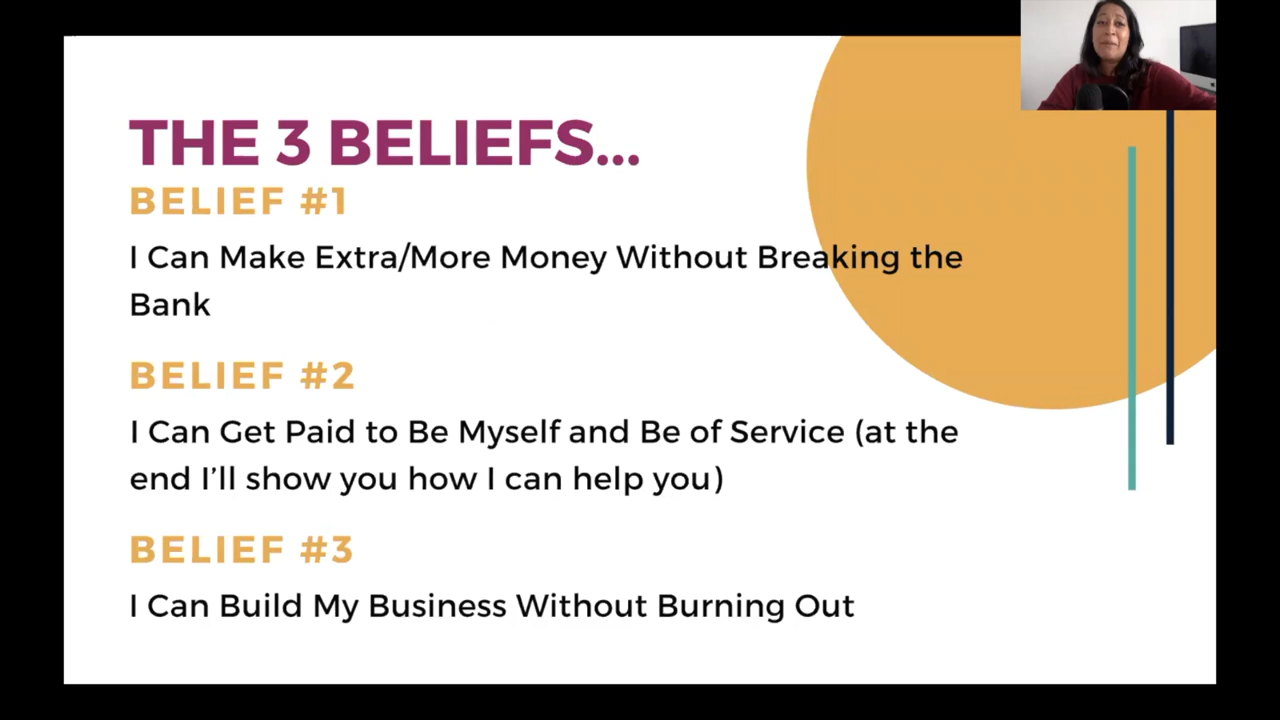 THE 3 BELIEFS...
BELIEF #1
I Can Make Extra/More Money Without Breaking the
Bank
BELIEF #2
I Can Get Paid to Be Myself and Be of Service (at the
end I’ll show you how I can help you)
BELIEF #3
I Can Build My Business Without Burning Out